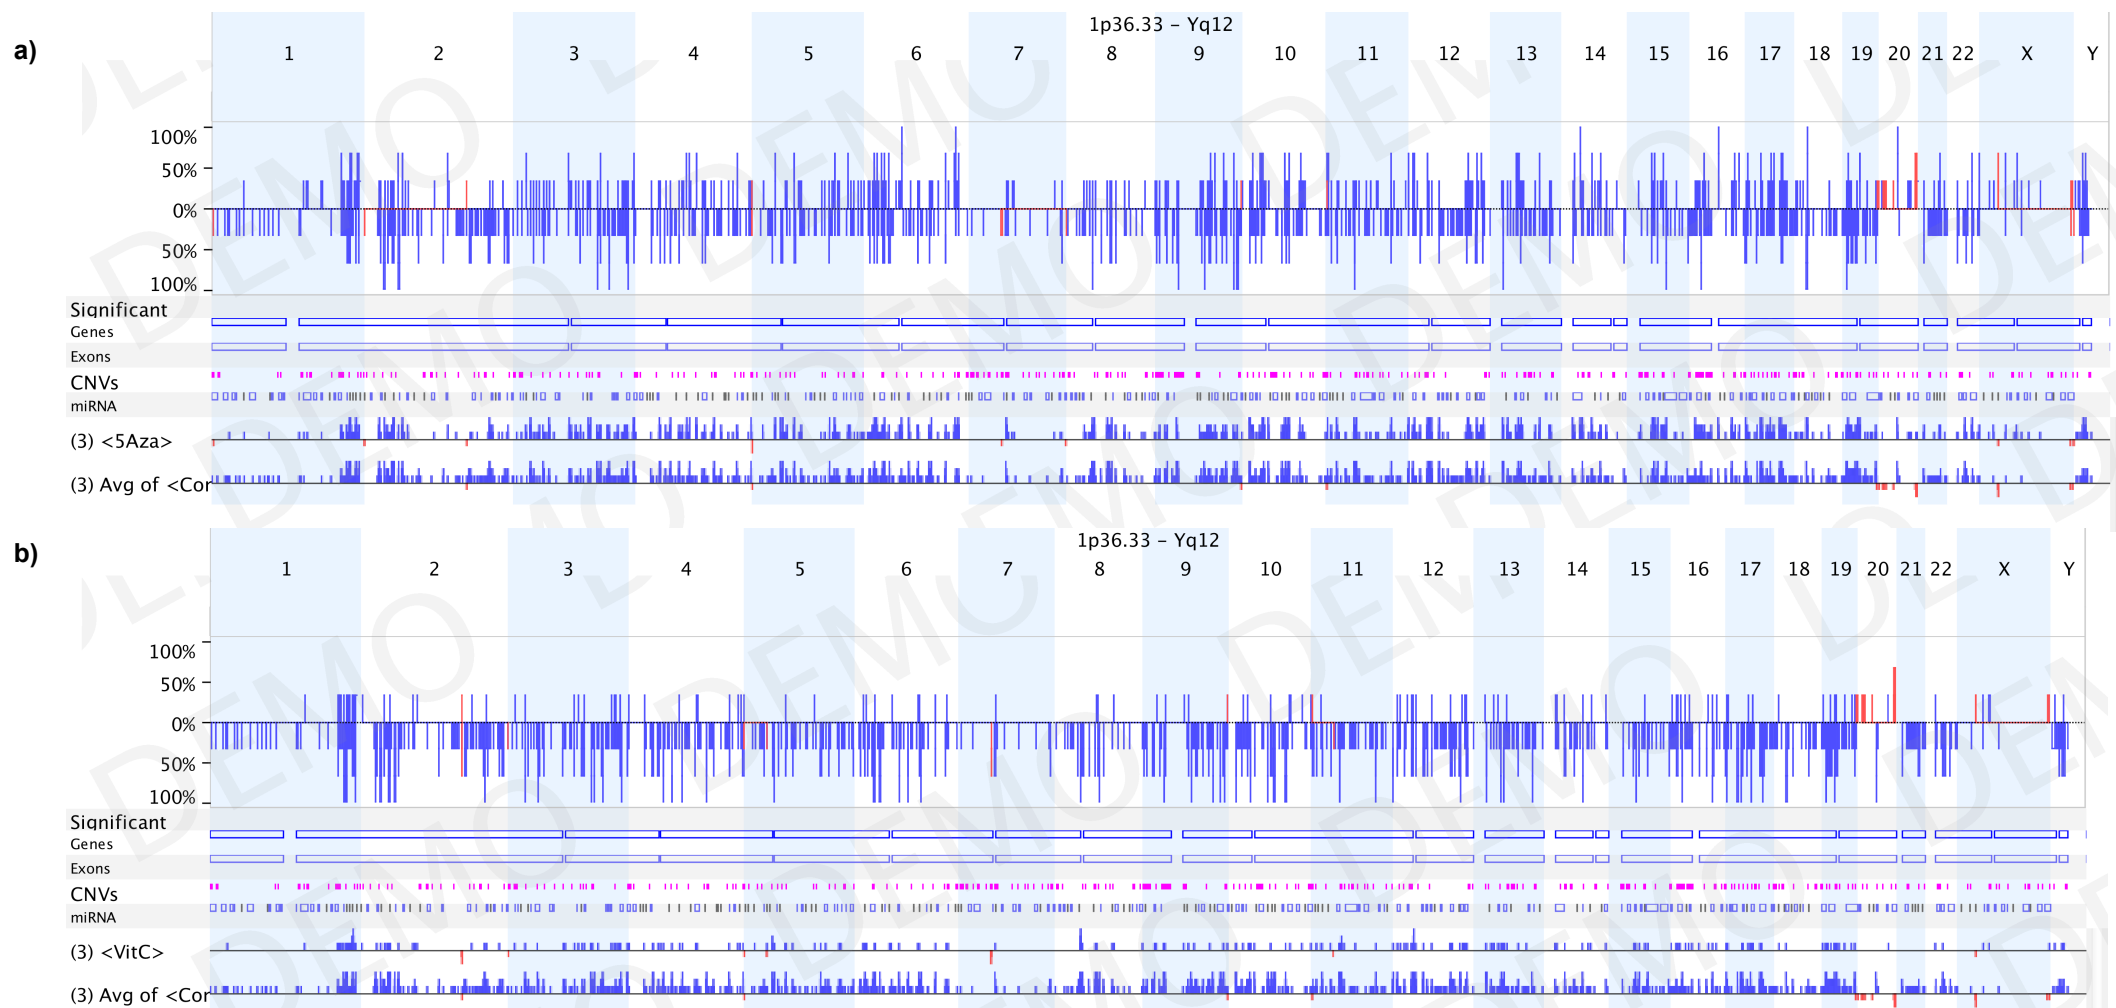 a)
1p36.33 – Yq12
1 2 3 4 5 6 7 8 9 10 11 12 13 14 15 16 17 18 19 20 21 22 X Y
100%
50%
0%
50%
100%
Significant
Genes
Exons
CNVs
miRNA
(3) <5Aza>
(3) Avg of <Cor
b)
1p36.33 – Yq12
1 2 3 4 5 6 7 8 9 10 11 12 13 14 15 16 17 18 19 20 21 22 X Y
100%
50%
0%
50%
100%
Significant
Genes
Exons
CNVs
miRNA
(3) <VitC>
(3) Avg of <Cor
DEMO DEMO DEMO DEMO